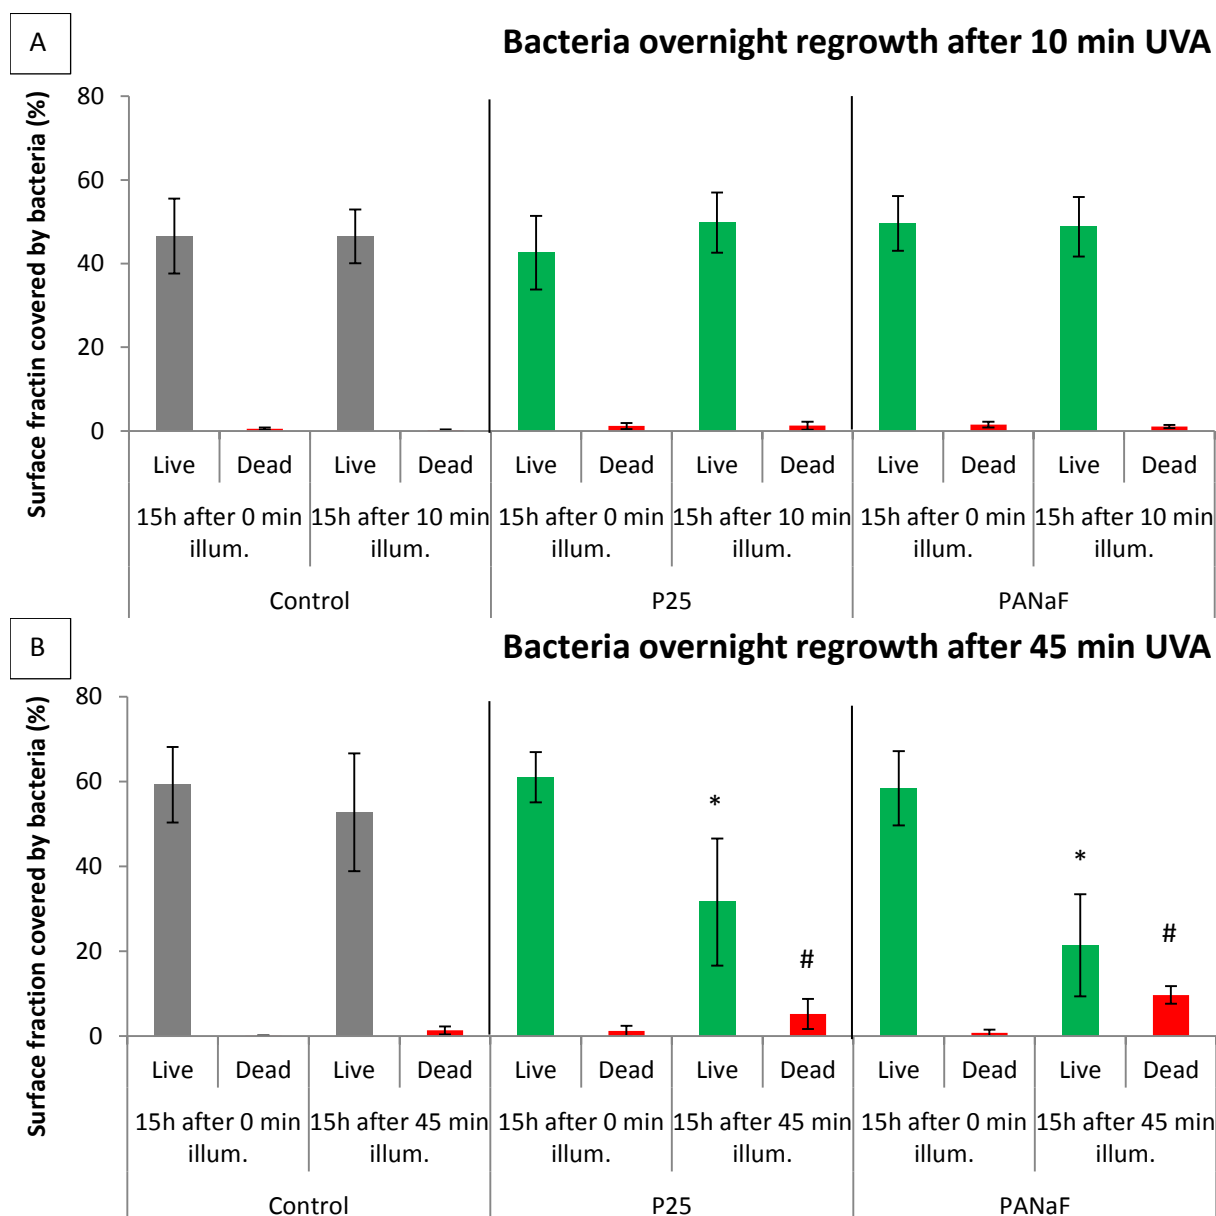 A
Bacteria overnight regrowth after 10 min UVA
Surface fractin covered by bacteria (%)
80
60
40
20
0
Live Dead Live Dead Live Dead Live Dead Live Dead Live Dead
15h after 0 min illum.
15h after 10 min illum.
15h after 0 min illum.
15h after 10 min illum.
15h after 0 min illum.
15h after 10 min illum.
Control P25 PANaF
B
Bacteria overnight regrowth after 45 min UVA
Surface fraction covered by bacteria (%)
80
60
40
20
0
*
#
*
#
Live Dead Live Dead Live Dead Live Dead Live Dead Live Dead
15h after 0 min illum.
15h after 45 min illum.
15h after 0 min illum.
15h after 45 min illum.
15h after 0 min illum.
15h after 45 min illum.
Control P25 PANaF